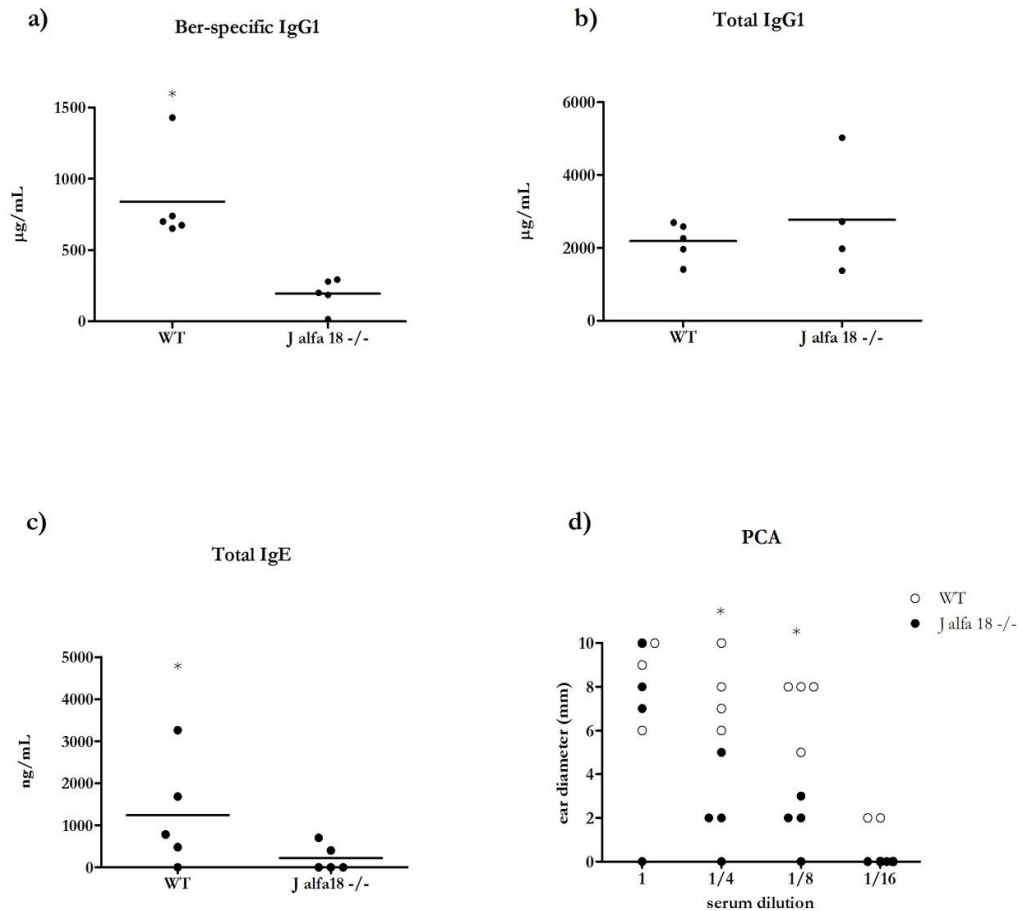 a)
Ber-specific IgG1
*
1500
1000
500
0
µg/mL
WT
J alfa 18 -/-
b)
Total IgG1
6000
4000
2000
0
µg/mL
WT
J alfa 18 -/-
c)
Total IgE
*
5000
4000
3000
2000
1000
0
ng/mL
WT
J alfa18 -/-
d)
PCA
WT
J alfa 18 -/-
*
*
10
8
6
4
2
0
ear diameter (mm)
1 1/4 1/8 1/16
serum dilution